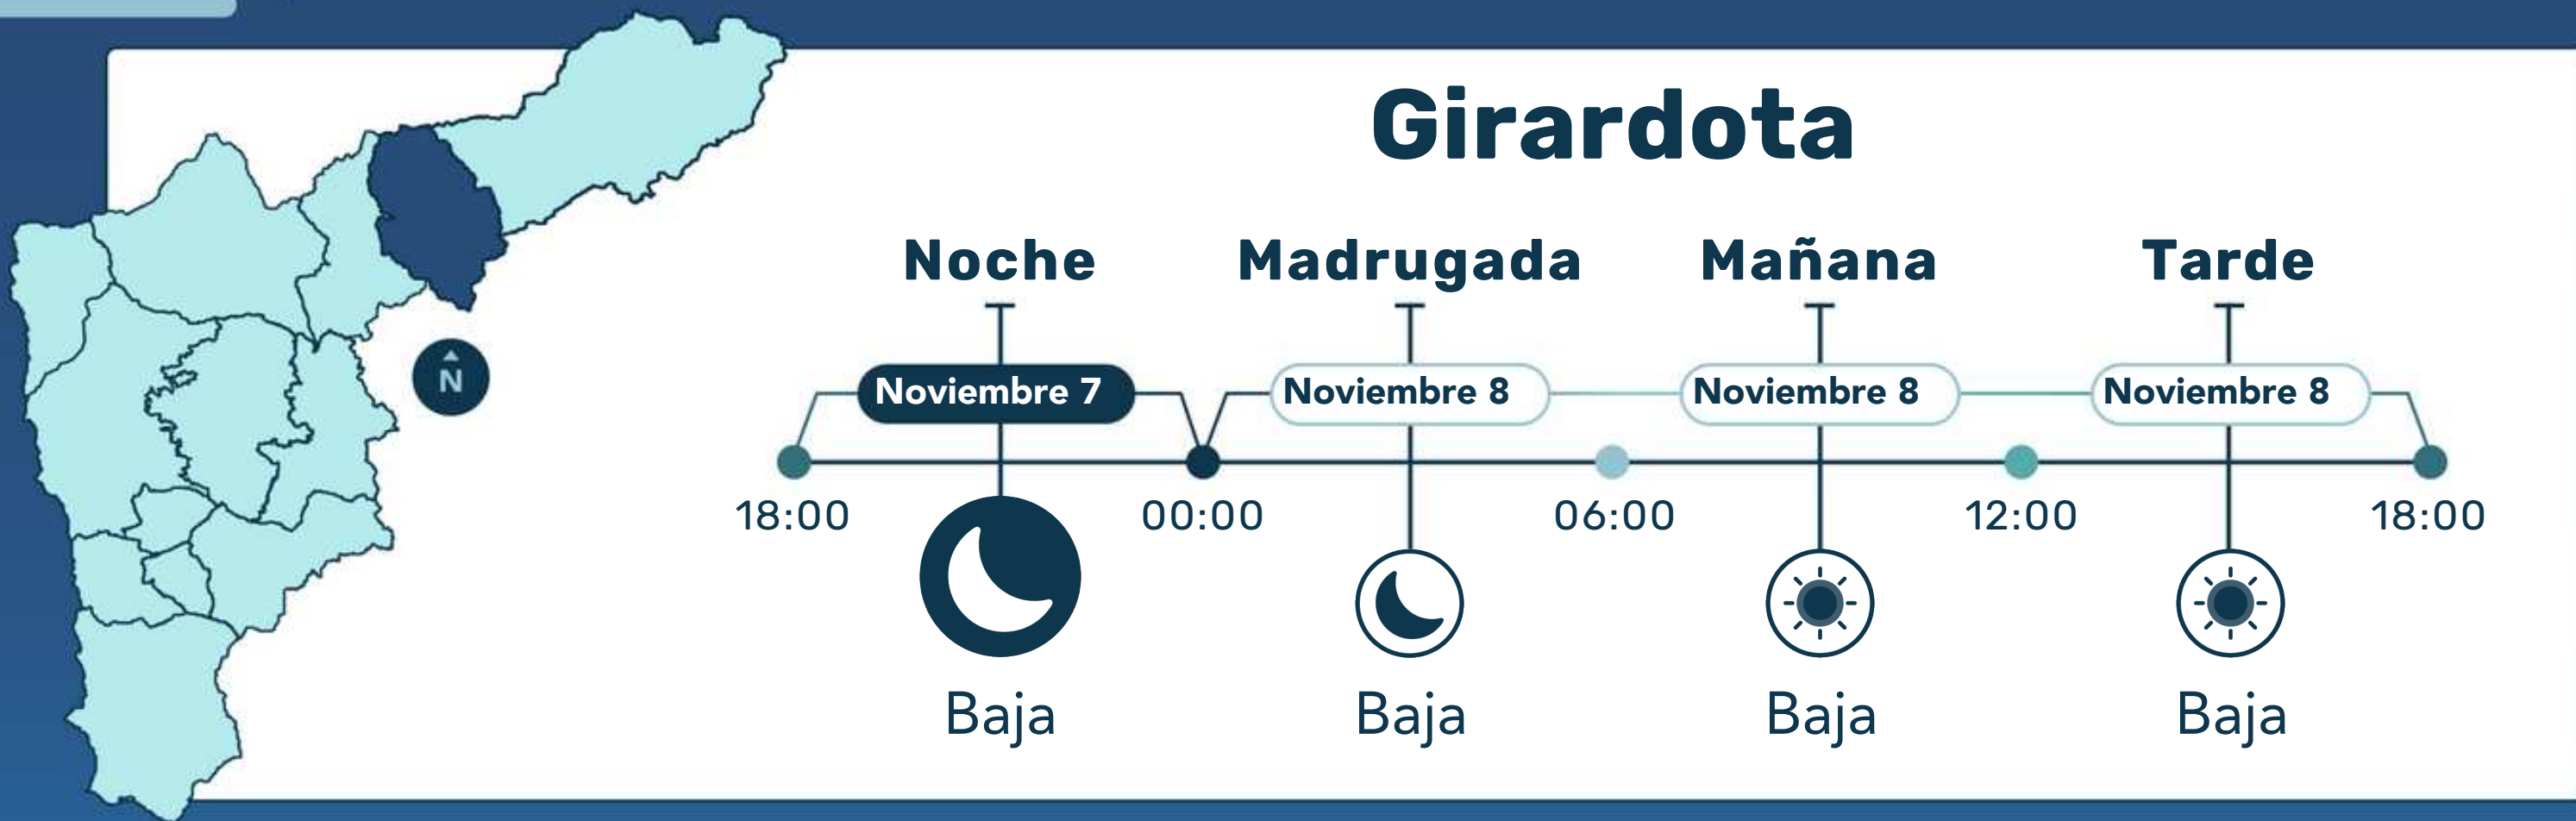 Girardota
Noche Madrugada Mañana Tarde
N
Noviembre 7 Noviembre 8 Noviembre 8 Noviembre 8
18:00 00:00 06:00 12:00 18:00
Baja Baja Baja Baja